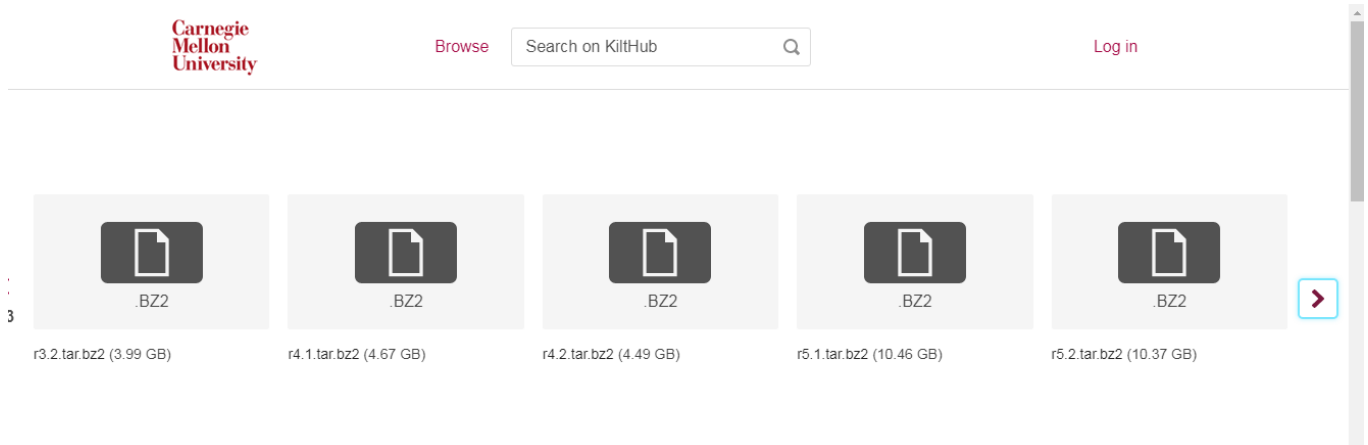 Carnegie
Mellon
University
Browse
Search on KiltHub
Log in
.BZ2
.BZ2
.BZ2
.BZ2
.BZ2
r3.2.tar.bz2 (3.99 GB)
r4.1.tar.bz2 (4.67 GB)
r4.2.tar.bz2 (4.49 GB)
r5.1.tar.bz2 (10.46 GB)
r5.2.tar.bz2 (10.37 GB)